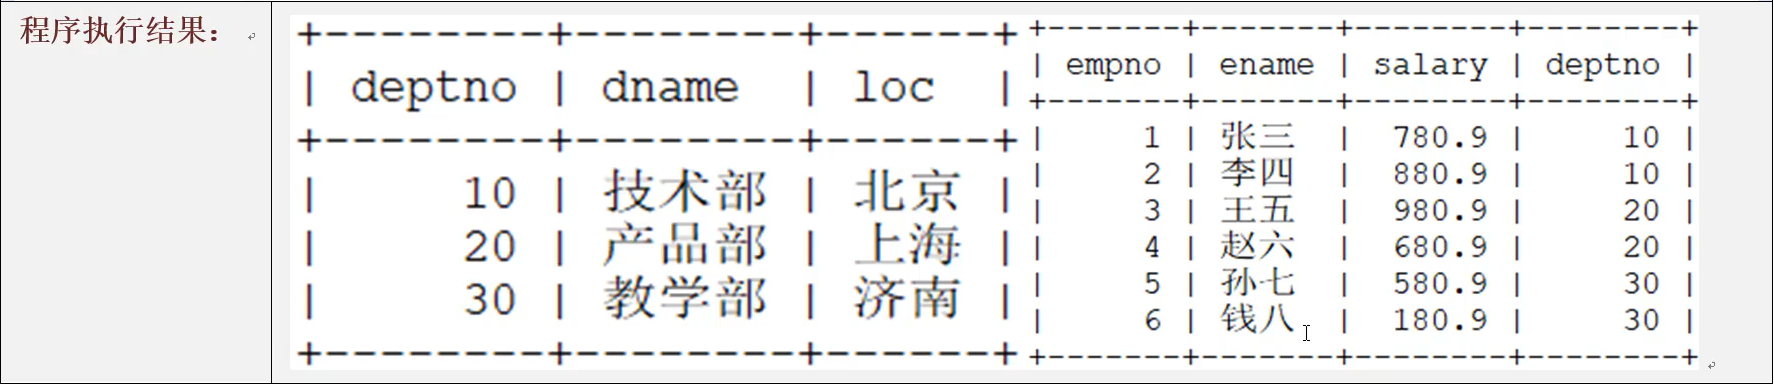 程序执行结果：
+--------+--------+------+
| deptno | dname | loc |
+--------+--------+------+
| 10 | 技术部 | 北京 |
| 20 | 产品部 | 上海 |
| 30 | 教学部 | 济南 |
+--------+--------+------+
+-------+-------+--------+--------+
| empno | ename | salary | deptno |
+-------+-------+--------+--------+
| 1 | 张三 | 780.9 | 10 |
| 2 | 李四 | 880.9 | 10 |
| 3 | 王五 | 980.9 | 20 |
| 4 | 赵六 | 680.9 | 20 |
| 5 | 孙七 | 580.9 | 30 |
| 6 | 钱八 | 180.9 | 30 |
+-------+-------+--------+--------+